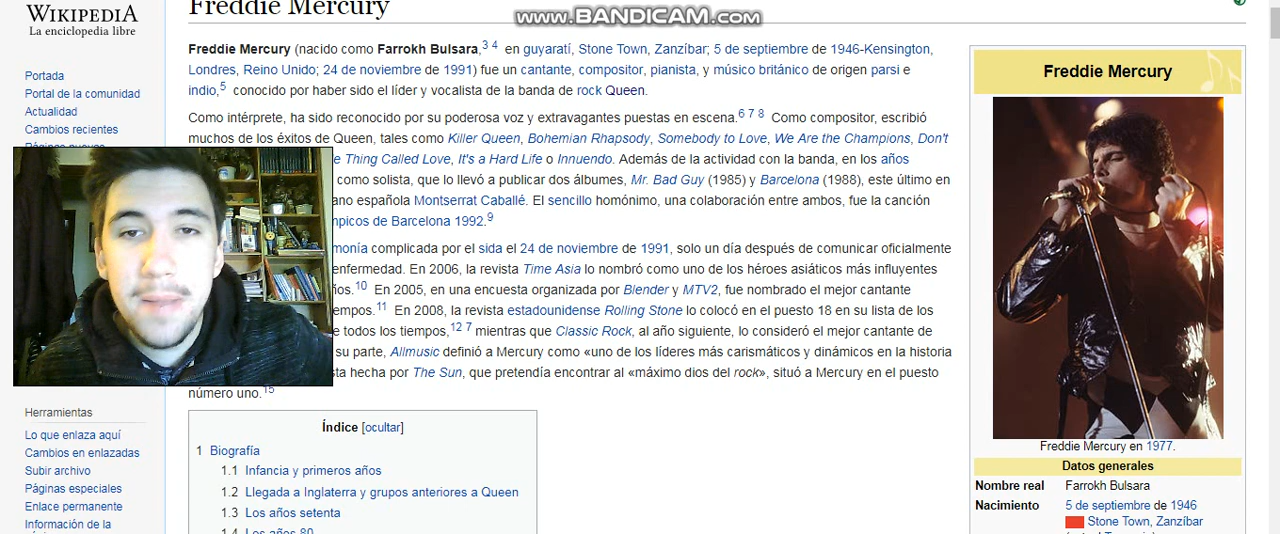 www.BANDICAM.com
WIKIPEDIA
La enciclopedia libre
Portada
Portal de la comunidad
Actualidad
Cambios recientes
Herramientas
Lo que enlaza aquí
Cambios en enlazadas
Subir archivo
Páginas especiales
Enlace permanente
Información de la
Freddie Mercury
Freddie Mercury (nacido como Farrokh Bulsara,3 4 en guyaratí, Stone Town, Zanzíbar; 5 de septiembre de 1946-Kensington,
Londres, Reino Unido; 24 de noviembre de 1991) fue un cantante, compositor, pianista, y músico británico de origen parsi e
indio,5 conocido por haber sido el líder y vocalista de la banda de rock Queen.
Como intérprete, ha sido reconocido por su poderosa voz y extravagantes puestas en escena.6 7 8 Como compositor, escribió
muchos de los éxitos de Queen, tales como Killer Queen, Bohemian Rhapsody, Somebody to Love, We Are the Champions, Don't
e Thing Called Love, It's a Hard Life o Innuendo. Además de la actividad con la banda, en los años
como solista, que lo llevó a publicar dos álbumes, Mr. Bad Guy (1985) y Barcelona (1988), este último en
ano española Montserrat Caballé. El sencillo homónimo, una colaboración entre ambos, fue la canción
mpicos de Barcelona 1992.9
monía complicada por el sida el 24 de noviembre de 1991, solo un día después de comunicar oficialmente
enfermedad. En 2006, la revista Time Asia lo nombró como uno de los héroes asiáticos más influyentes
os.10 En 2005, en una encuesta organizada por Blender y MTV2, fue nombrado el mejor cantante
empos.11 En 2008, la revista estadounidense Rolling Stone lo colocó en el puesto 18 en su lista de los
e todos los tiempos,12 7 mientras que Classic Rock, al año siguiente, lo consideró el mejor cantante de
su parte, Allmusic definió a Mercury como «uno de los líderes más carismáticos y dinámicos en la historia
ta hecha por The Sun, que pretendía encontrar al «máximo dios del rock», situó a Mercury en el puesto
número uno.15
Índice [ocultar]
1 Biografía
1.1 Infancia y primeros años
1.2 Llegada a Inglaterra y grupos anteriores a Queen
1.3 Los años setenta
1.4 Los años 80
Freddie Mercury
Freddie Mercury en 1977.
Datos generales
Nombre real Farrokh Bulsara
Nacimiento 5 de septiembre de 1946
Stone Town, Zanzíbar